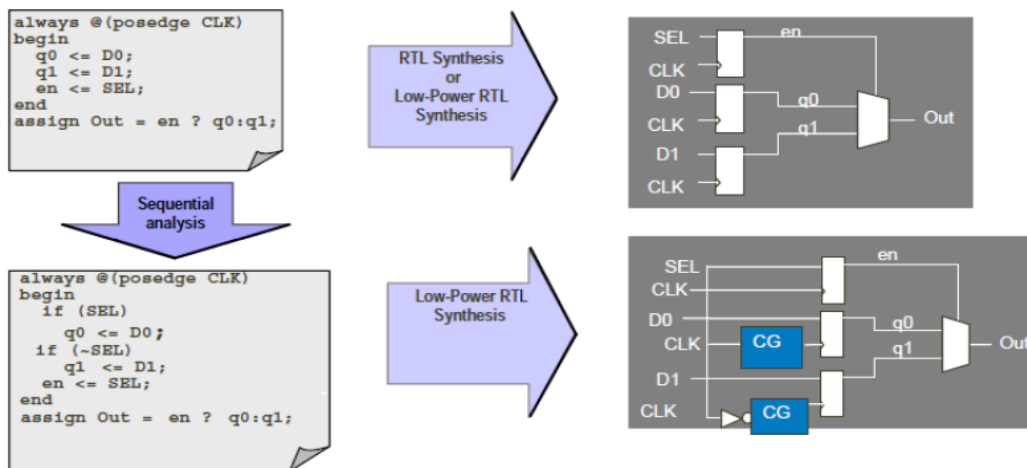 always @(posedge CLK)
begin
q0 <= D0;
q1 <= D1;
en <= SEL;
end
assign Out = en ? q0:q1;
RTL Synthesis
or
Low-Power RTL
Synthesis
SEL
en
CLK
D0
q0
CLK
q1
Out
D1
CLK
Sequential
analysis
always @(posedge CLK)
begin
if (SEL)
q0 <= D0;
if (~SEL)
q1 <= D1;
en <= SEL;
end
assign Out = en ? q0:q1;
Low-Power RTL
Synthesis
SEL
en
CLK
D0
q0
CLK
CG
q1
Out
D1
CLK
CG